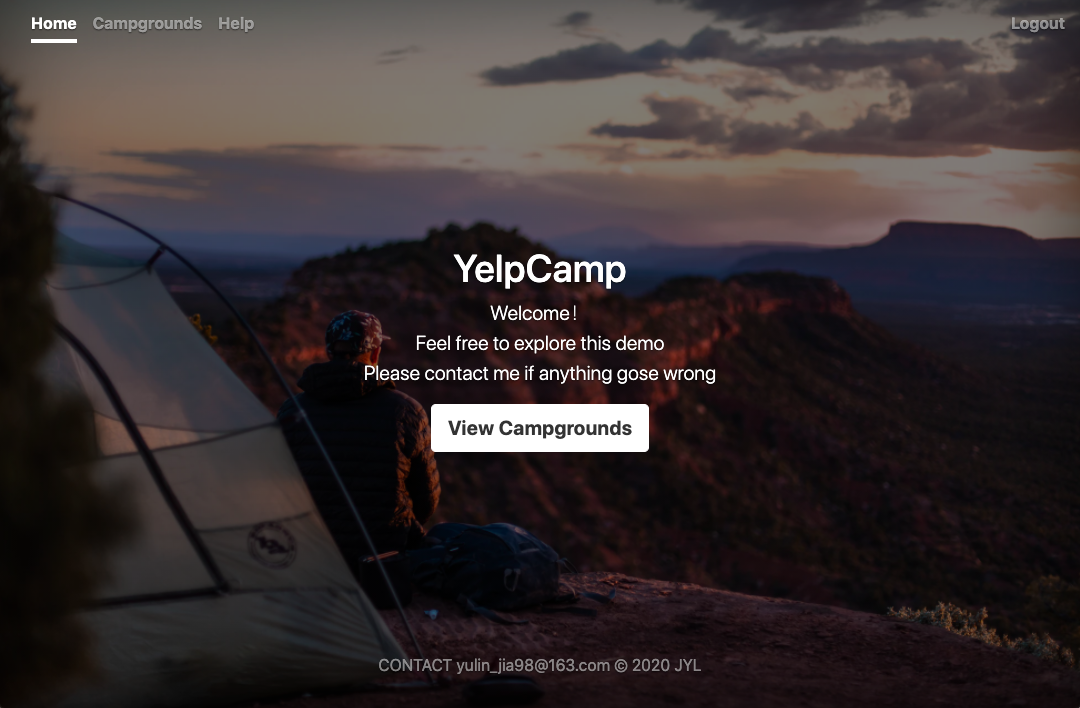 Home Campgrounds Help Logout
YelpCamp
Welcome!
Feel free to explore this demo
Please contact me if anything gose wrong
View Campgrounds
CONTACT yulin_jia98@163.com © 2020 JYL